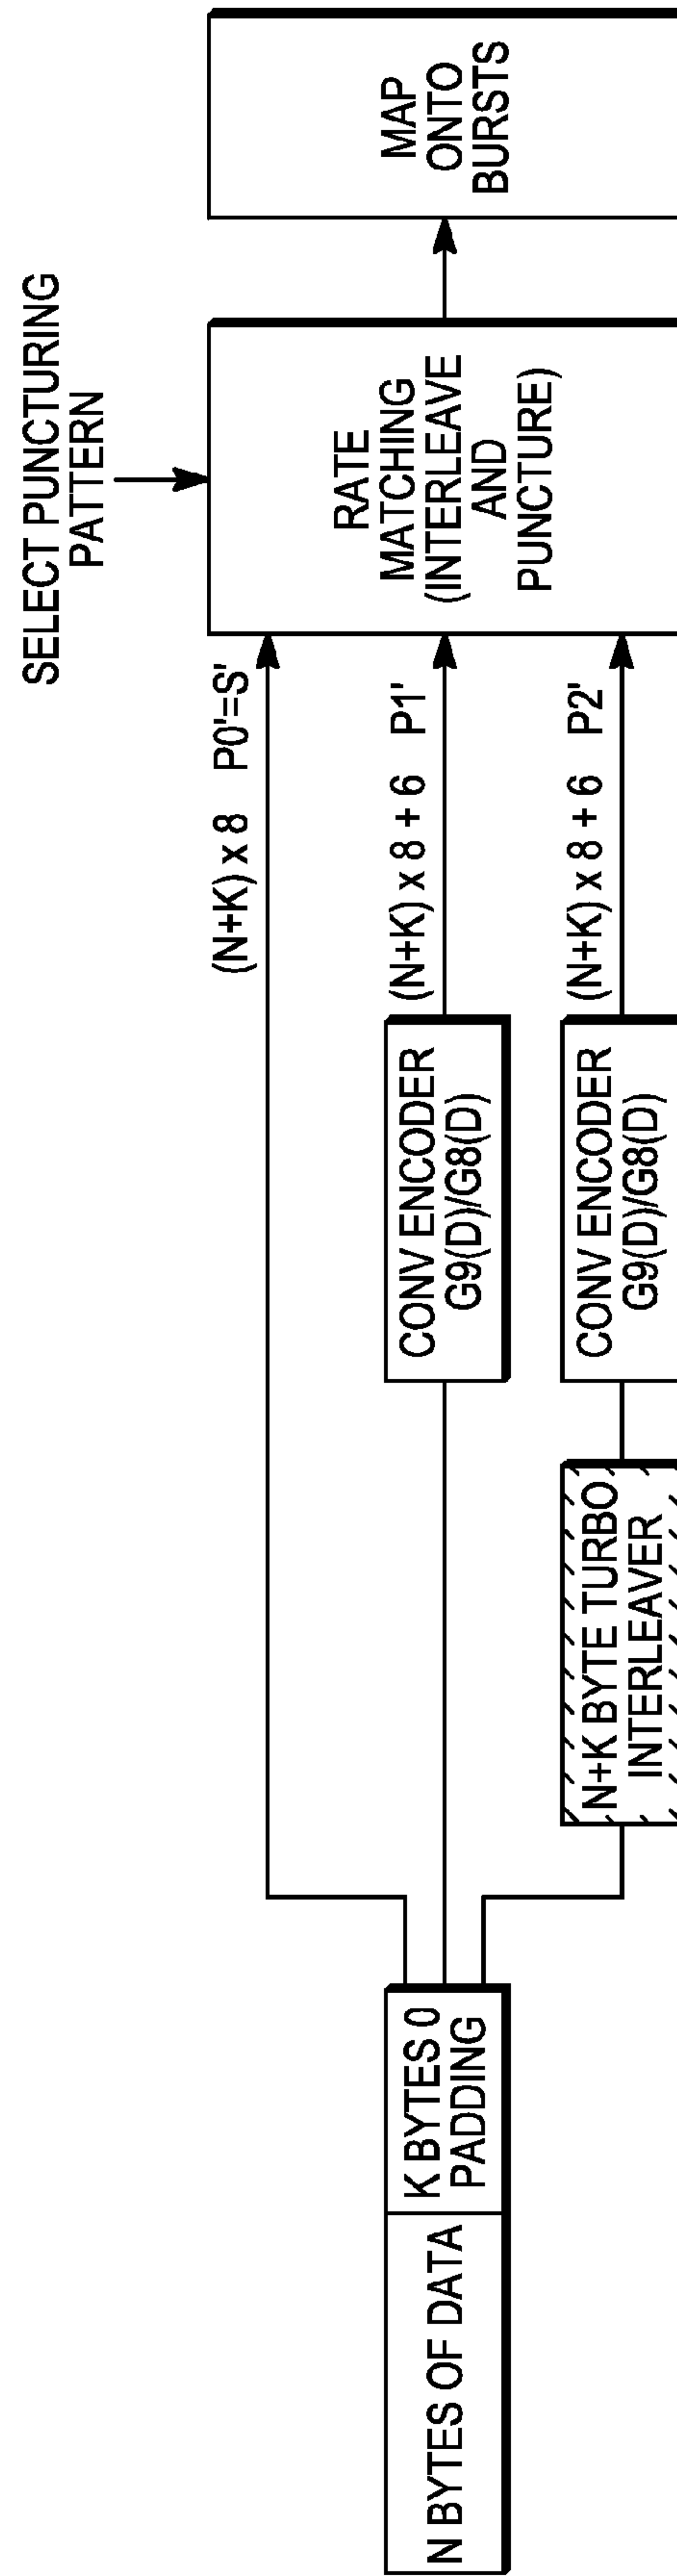 N BYTES OF DATA
K BYTES 0
PADDING
N+K BYTE TURBO
INTERLEAVER
CONV ENCODER
G9(D)/G8(D)
CONV ENCODER
G9(D)/G8(D)
(N+K) x 8 P0'=S'
(N+K) x 8 + 6 P1'
(N+K) x 8 + 6 P2'
SELECT PUNCTURING
PATTERN
RATE
MATCHING
(INTERLEAVE
AND
PUNCTURE)
MAP
ONTO
BURSTS